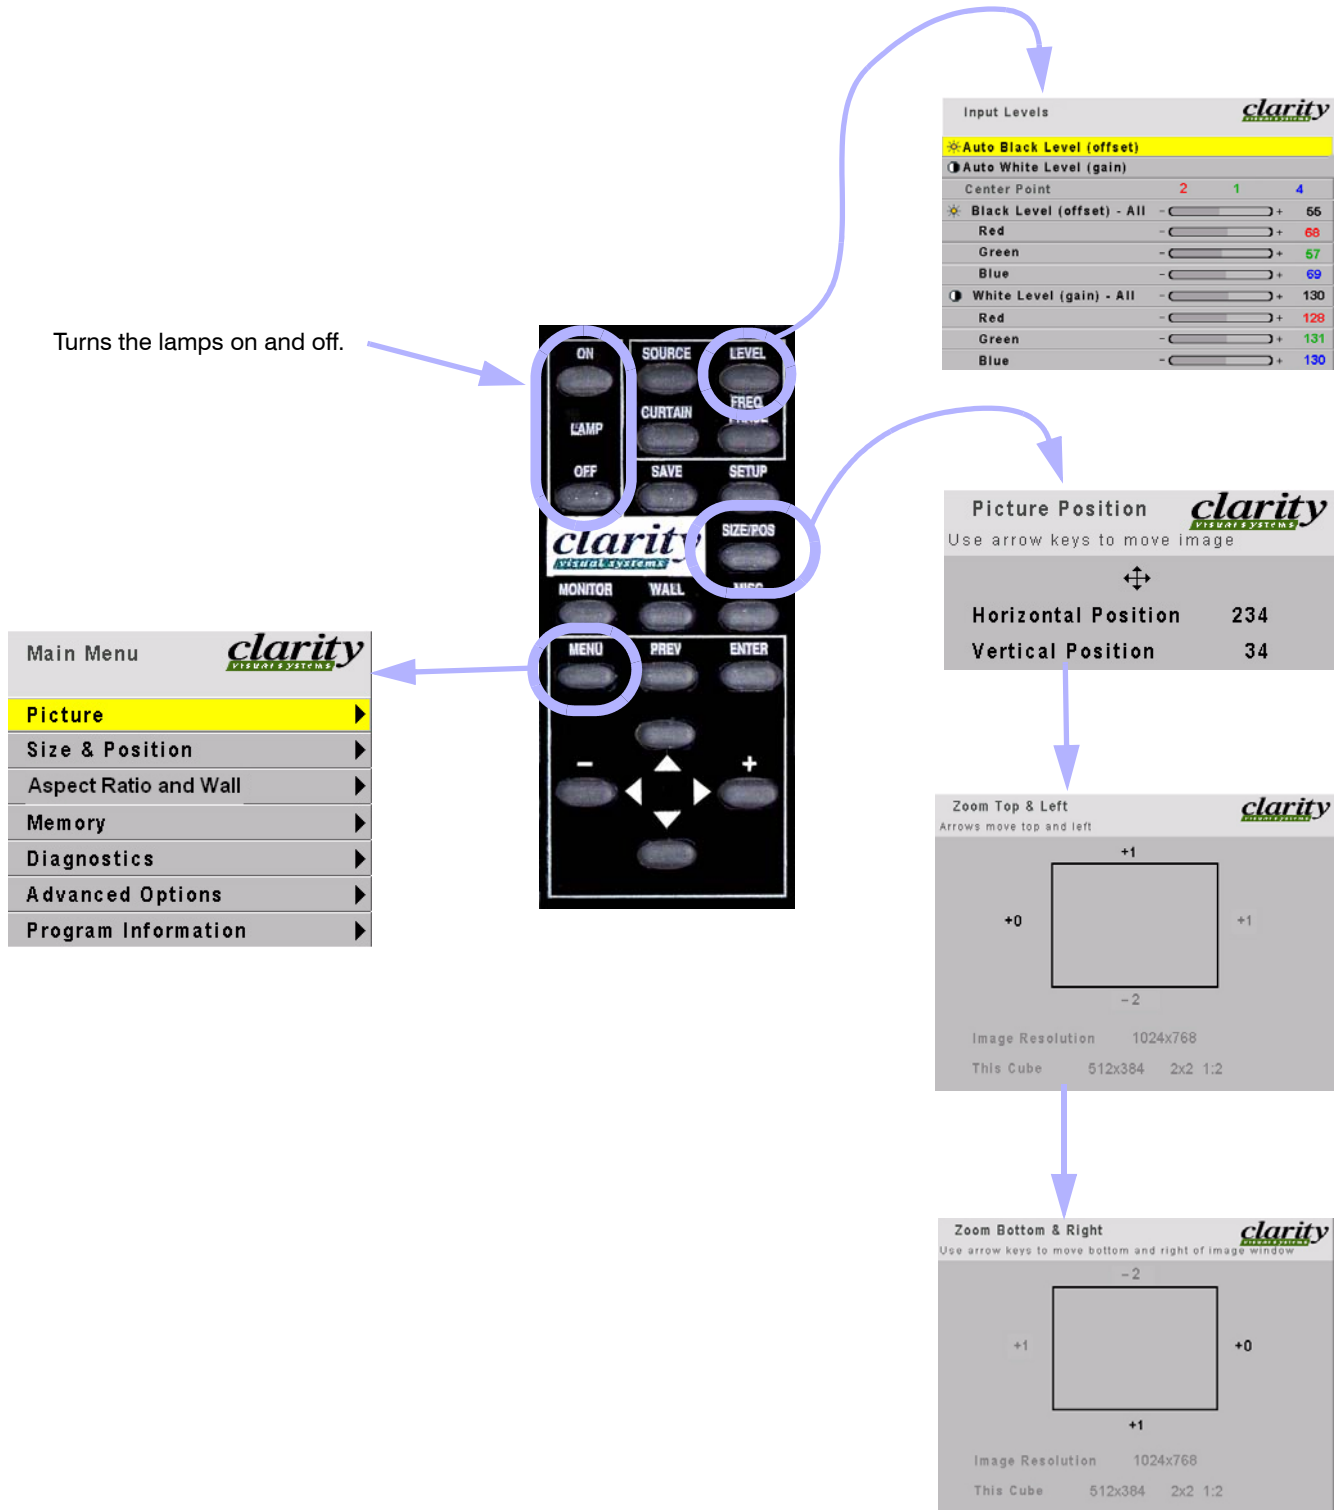 Input Levels
clarity
visual systems
Auto Black Level (offset)
Auto White Level (gain)
Center Point 2 1 4
Black Level (offset) - All - + 55
Red - + 68
Green - + 57
Blue - + 69
White Level (gain) - All - + 130
Red - + 128
Green - + 131
Blue - + 130
Turns the lamps on and off.
ON SOURCE LEVEL
CURTAIN FREQ
LAMP
OFF SAVE SETUP
clarity
visual systems
SIZE/POS
MONITOR WALL MISC
MENU PREV ENTER
- +
Picture Position
clarity
visual systems
Use arrow keys to move image
Horizontal Position 234
Vertical Position 34
Main Menu
clarity
visual systems
Picture
Size & Position
Aspect Ratio and Wall
Memory
Diagnostics
Advanced Options
Program Information
Zoom Top & Left
clarity
visual systems
Arrows move top and left
+1
+0 +1
-2
Image Resolution 1024x768
This Cube 512x384 2x2 1:2
Zoom Bottom & Right
clarity
visual systems
Use arrow keys to move bottom and right of image window
-2
+1 +0
+1
Image Resolution 1024x768
This Cube 512x384 2x2 1:2